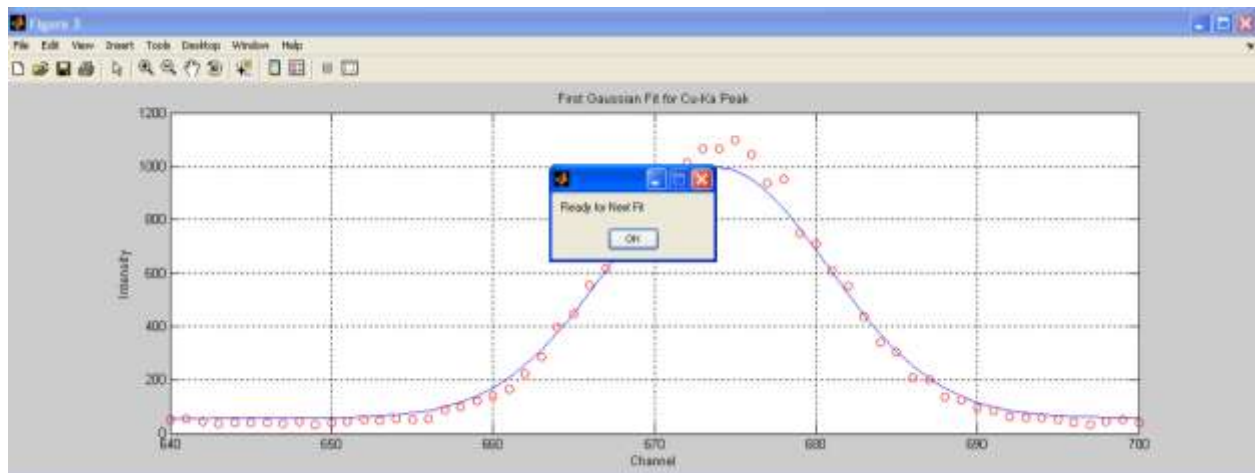 Figure 3
File Edit View Insert Tools Desktop Window Help
First Gaussian Fit for Cu-Ka Peak
1200
1000
800
600
400
200
0
Intensity
Ready for Next Fit
OK
640 650 660 670 680 690 700
Channel